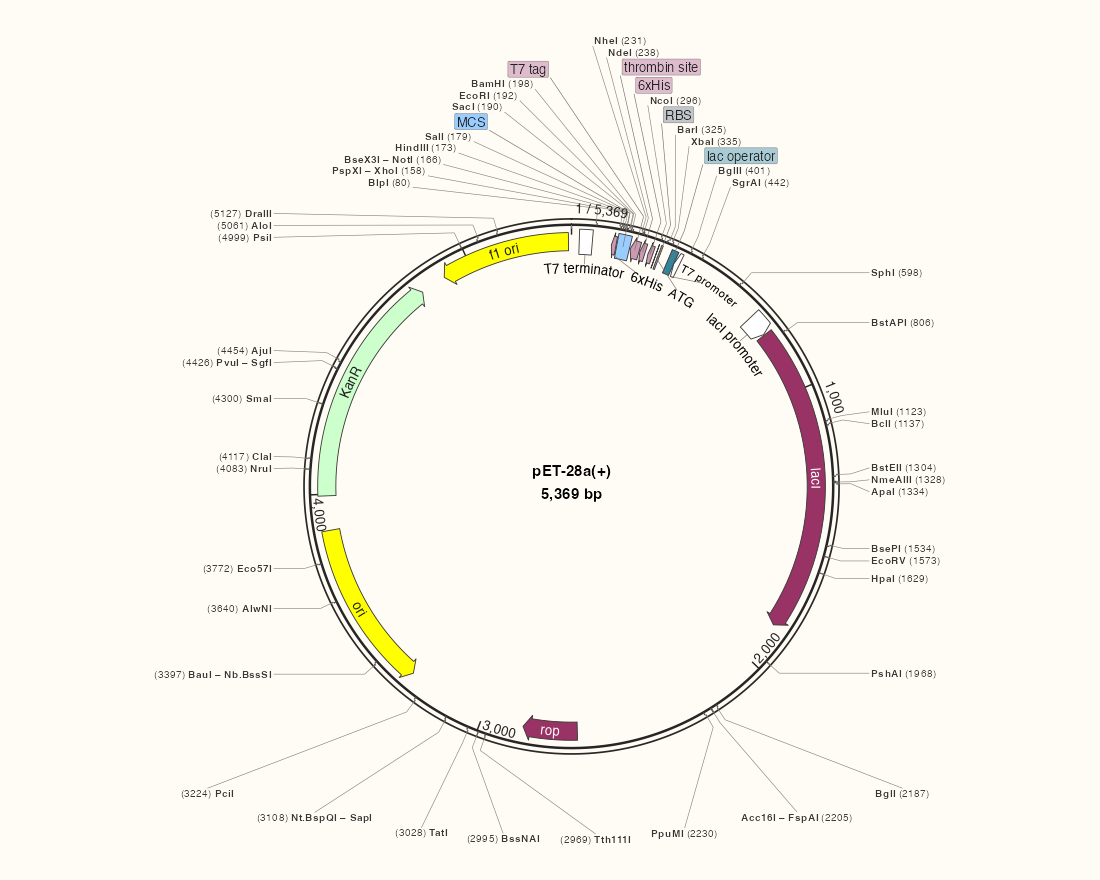 NheI (231)
NdeI (238)
T7 tag
thrombin site
BamHI (198)
6xHis
EcoRI (192)
NcoI (296)
SacI (190)
RBS
MCS
BarI (325)
SalI (179)
XbaI (335)
HindIII (173)
lac operator
BseX3I – NotI (166)
BglII (401)
PspXI – XhoI (158)
SgrAI (442)
BlpI (80)
1 / 5,369
(5127) DraIII
(5061) AloI
(4999) PsiI
f1 ori
T7 terminator
6xHis
ATG
T7 promoter
SphI (598)
lacI promoter
BstAPI (806)
(4454) AjuI
(4426) PvuI – SgfI
KanR
1,000
(4300) SmaI
MluI (1123)
BclI (1137)
(4117) ClaI
(4083) NruI
pET-28a(+)
5,369 bp
lacI
BstEII (1304)
NmeAIII (1328)
ApaI (1334)
4,000
BsePI (1534)
EcoRV (1573)
(3772) Eco57I
HpaI (1629)
(3640) AlwNI
ori
2,000
(3397) BauI – Nb.BssSI
PshAI (1968)
3,000
rop
(3224) PciI
BglI (2187)
(3108) Nt.BspQI – SapI
Acc16I – FspAI (2205)
(3028) TatI
(2995) BssNAI
(2969) Tth111I
PpuMI (2230)